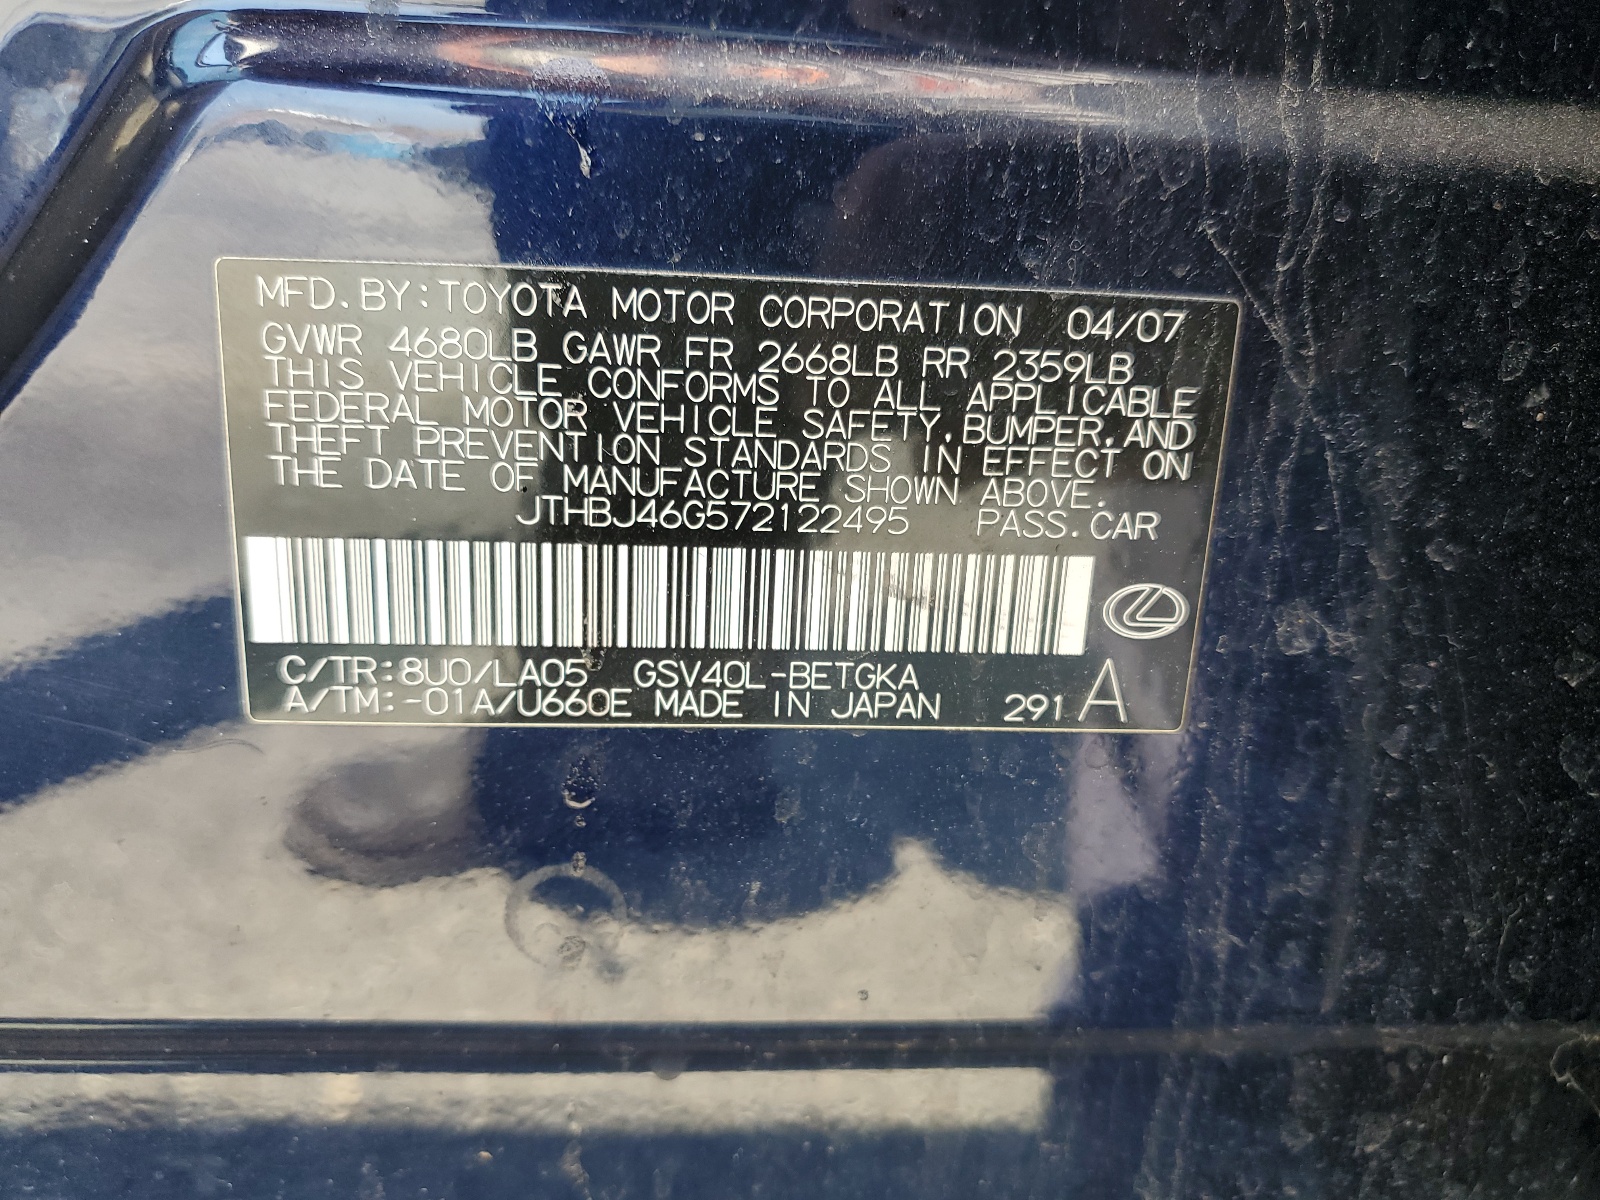 MFD. BY: TOYOTA MOTOR CORPORATION 04/07
GVWR 4680LB GAWR FR 2668LB RR 2359LB
THIS VEHICLE CONFORMS TO ALL APPLICABLE
FEDERAL MOTOR VEHICLE SAFETY, BUMPER, AND
THEFT PREVENTION STANDARDS IN EFFECT ON
THE DATE OF MANUFACTURE SHOWN ABOVE.
JTHBJ46G572122495 PASS. CAR
C/TR: 8U0/LA05 GSV40L-BETGKA
A/TM: -01A/U660E MADE IN JAPAN 291 A